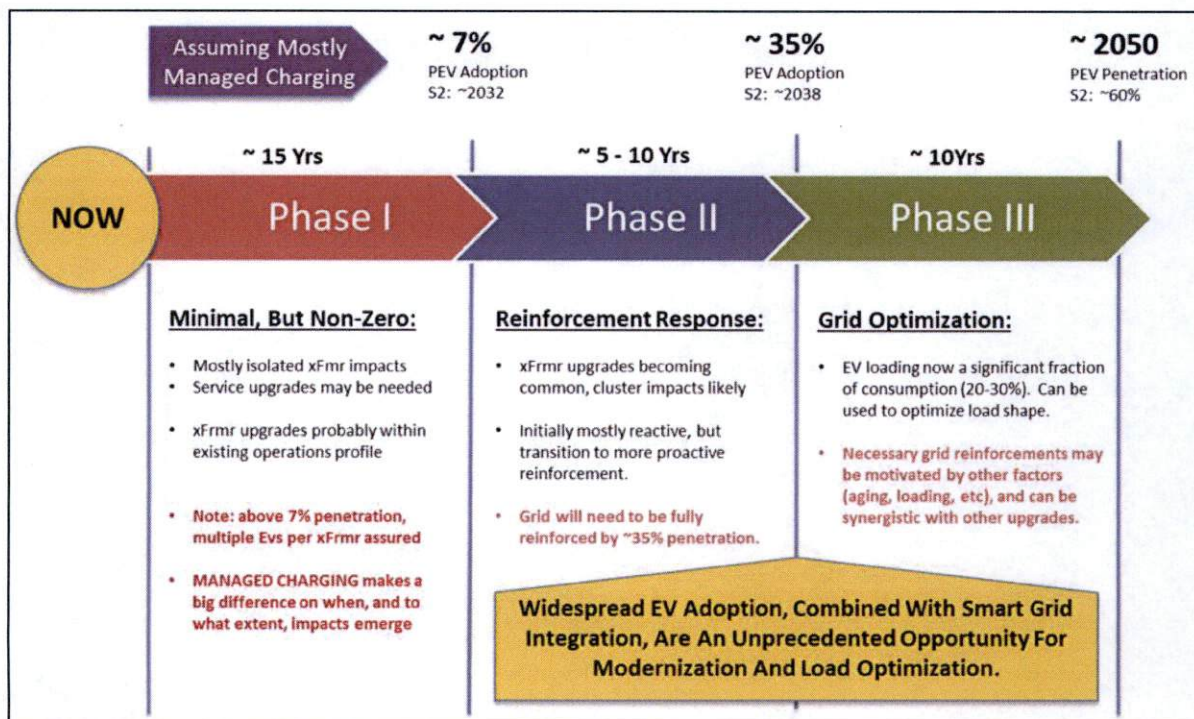 Assuming Mostly
Managed Charging
~ 7%
PEV Adoption
S2: ~2032
~ 35%
PEV Adoption
S2: ~2038
~ 2050
PEV Penetration
S2: ~60%
~ 15 Yrs
~ 5 - 10 Yrs
~ 10Yrs
NOW
Phase I
Phase II
Phase III
Minimal, But Non-Zero:
• Mostly isolated xFmr impacts
• Service upgrades may be needed
• xFrmr upgrades probably within
existing operations profile
• Note: above 7% penetration,
multiple Evs per xFrmr assured
• MANAGED CHARGING makes a
big difference on when, and to
what extent, impacts emerge
Reinforcement Response:
• xFrmr upgrades becoming
common, cluster impacts likely
• Initially mostly reactive, but
transition to more proactive
reinforcement.
• Grid will need to be fully
reinforced by ~35% penetration.
Grid Optimization:
• EV loading now a significant fraction
of consumption (20-30%). Can be
used to optimize load shape.
• Necessary grid reinforcements may
be motivated by other factors
(aging, loading, etc), and can be
synergistic with other upgrades.
Widespread EV Adoption, Combined With Smart Grid
Integration, Are An Unprecedented Opportunity For
Modernization And Load Optimization.